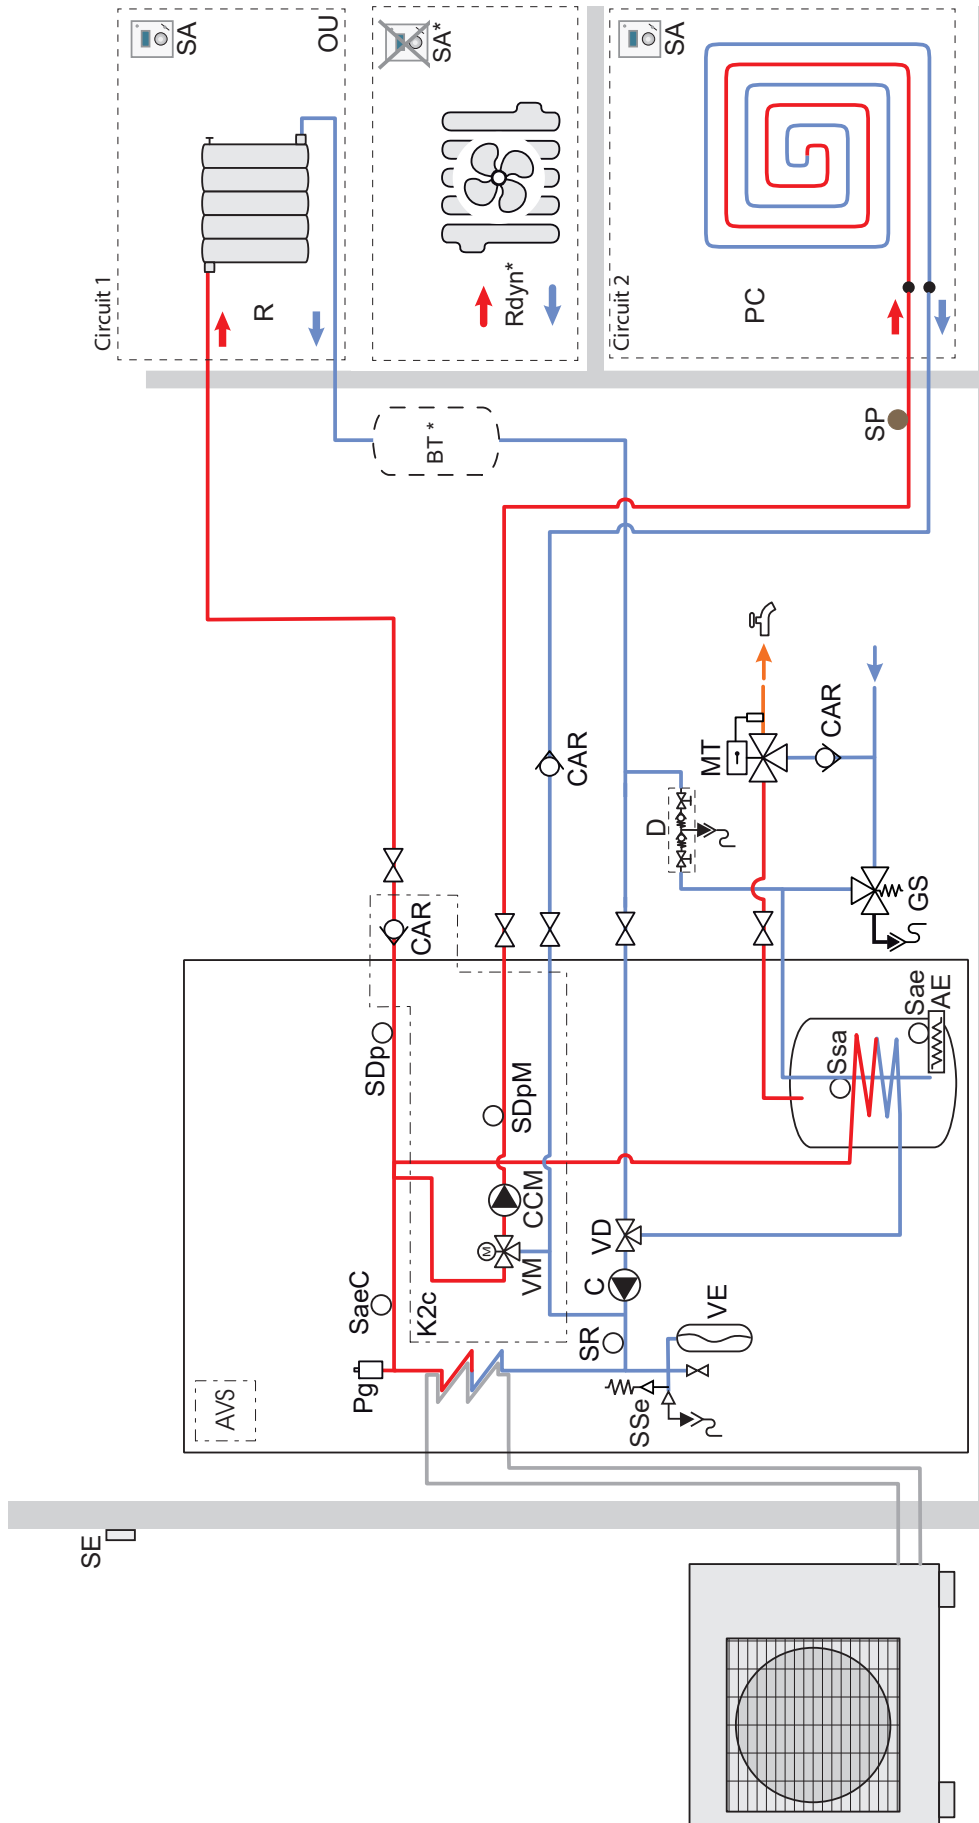 SE
AVS
Pg
SaeC
K2c
SDp
CAR
SDpM
CCM
VM
SR
C
VD
SSe
VE
Ssa
Sae
AE
GS
D
MT
CAR
CAR
BT *
SP
Circuit 1
R
SA
OU
Rdyn*
SA*
Circuit 2
PC
SA
M